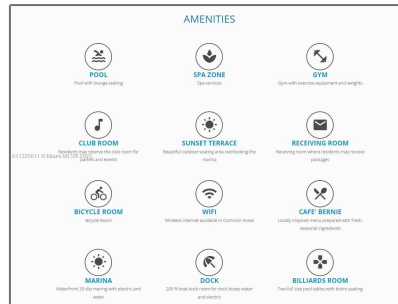 AMENITIES
POOL
Pool with lounge seating
SPA ZONE
Spa services
GYM
Gym with exercise equipment and weights
CLUB ROOM
Residents may reserve the club room for
parties and events
SUNSET TERRACE
Beautiful outdoor seating area overlooking the
marina
RECEIVING ROOM
Receiving room where residents may receive
packages
A11325011 © Miami MLS® 2023
BICYCLE ROOM
Bicycle Room
WIFI
Wireless Internet available in Common Areas
CAFE' BERNIE
Locally inspired menu prepared with fresh,
seasonal ingredients
MARINA
Waterfront 20 slip marina with electric and
water
DOCK
200 ft boat dock room for dock boxes water
and electric
BILLIARDS ROOM
Two full size pool tables with bistro seating